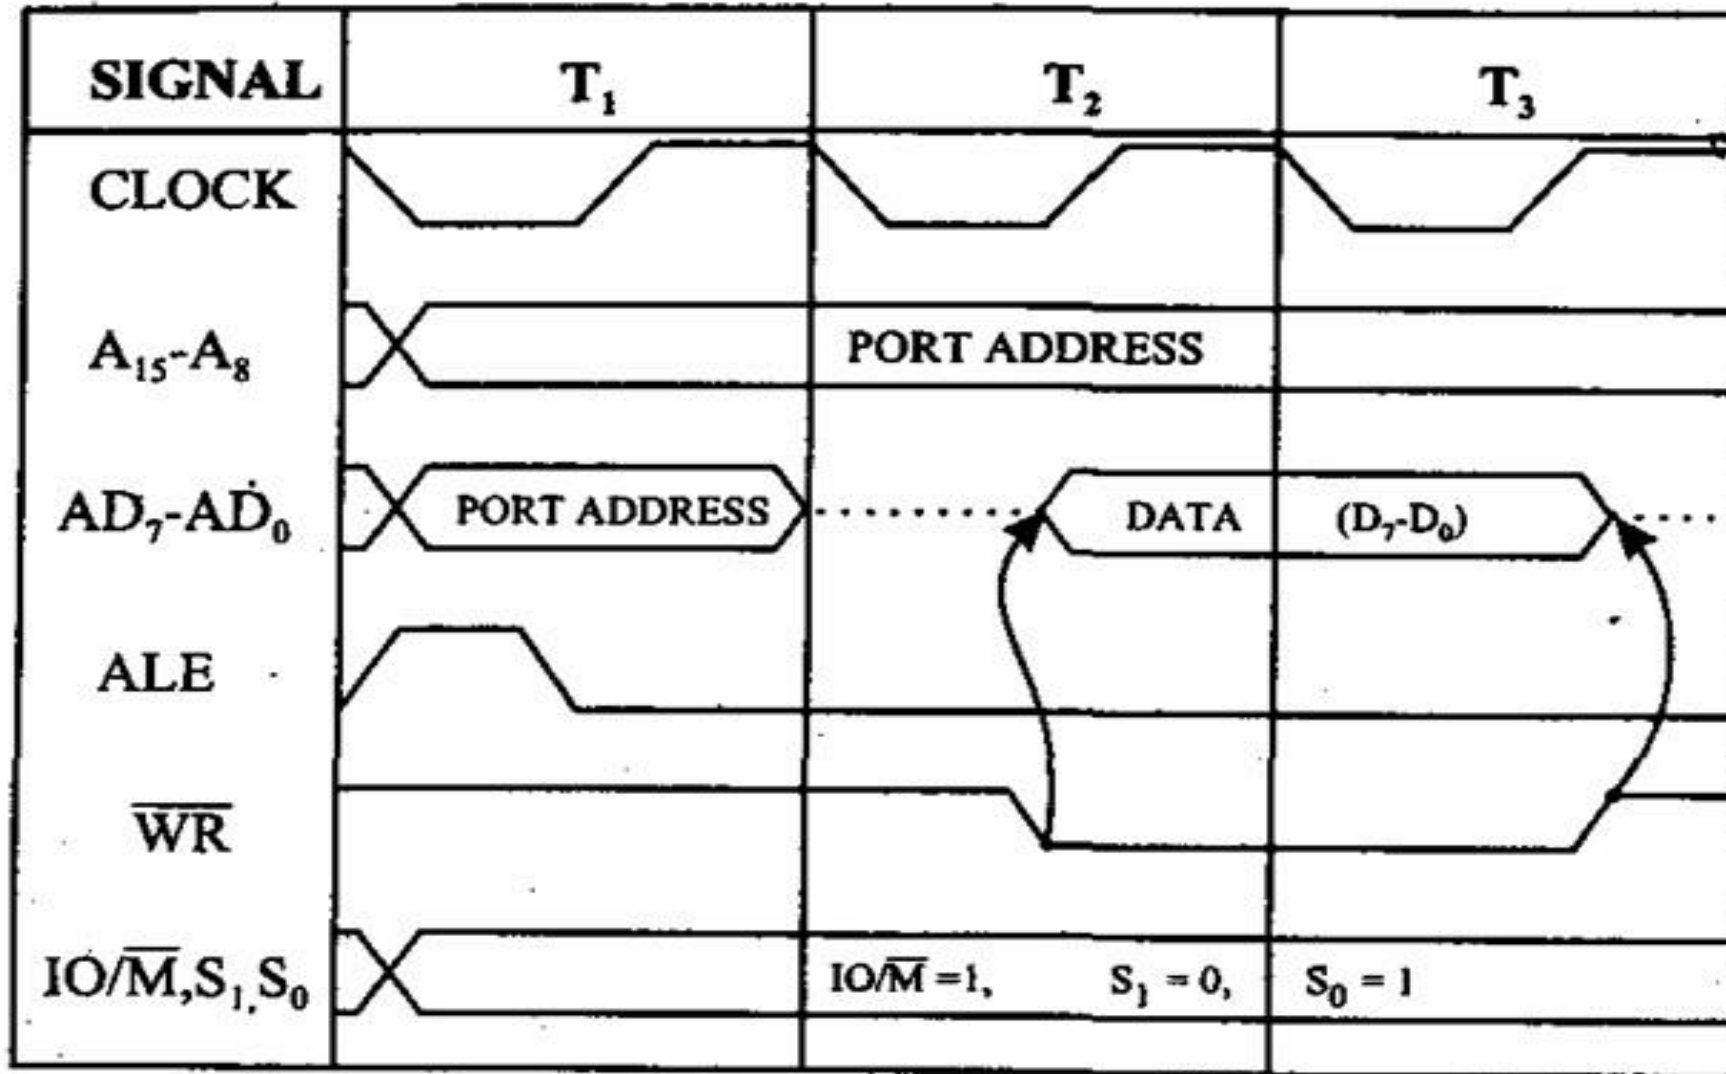 SIGNAL T₁ T₂ T₃
CLOCK
A₁₅-A₈ PORT ADDRESS
AD₇-AD₀ PORT ADDRESS DATA (D₇-D₀)
ALE
W̅R̅
IO/M̅,S₁,S₀ IO/M̅ =1, S₁ = 0, S₀ = 1